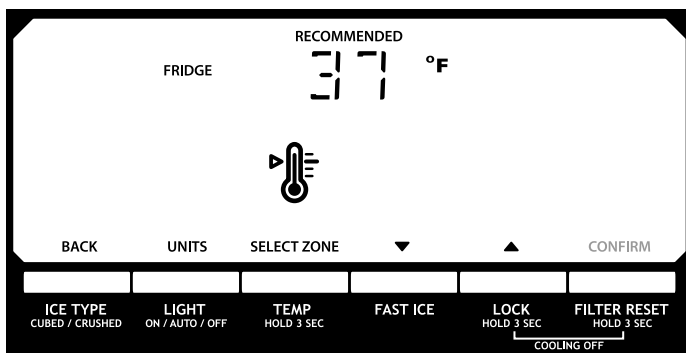 RECOMMENDED
FRIDGE 37 °F
BACK UNITS SELECT ZONE ▼ ▲ CONFIRM
ICE TYPE LIGHT TEMP FAST ICE LOCK FILTER RESET
CUBED / CRUSHED ON / AUTO / OFF HOLD 3 SEC HOLD 3 SEC HOLD 3 SEC
COOLING OFF